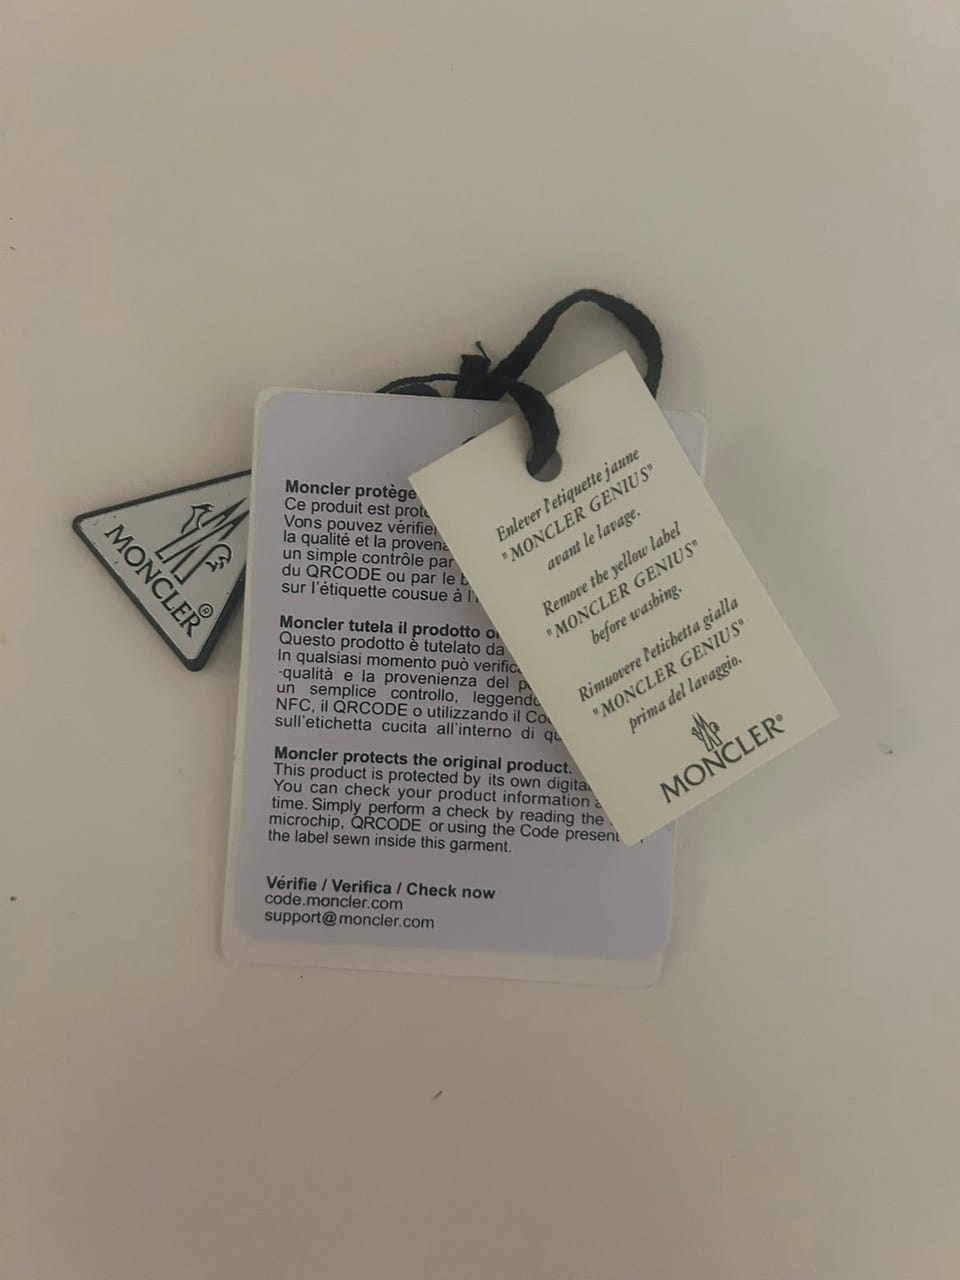 MONCLER®
Moncler protège
Ce produit est
Vons pouvez vérifier
la qualité et la
un simple contrôle par
du QRCODE ou par le
sur l'étiquette cousue à
Moncler tutela il prodotto
Questo prodotto è tutelato da
In qualsiasi momento può
-qualità e la provenienza del
un semplice controllo, leggendo
NFC, il QRCODE o utilizzando il
sull'etichetta cucita all'interno di
Moncler protects the original product.
This product is protected by its own
You can check your product information
time. Simply perform a check by reading the
microchip, QRCODE or using the Code present
the label sewn inside this garment.
Vérifie / Verifica / Check now
code.moncler.com
support@moncler.com
Enlever l'etiquette jaune
"MONCLER GENIUS"
avant le lavage.
Remove the yellow label
"MONCLER GENIUS"
before washing.
Rimuovere l'etichetta gialla
"MONCLER GENIUS"
prima del lavaggio.
MONCLER®